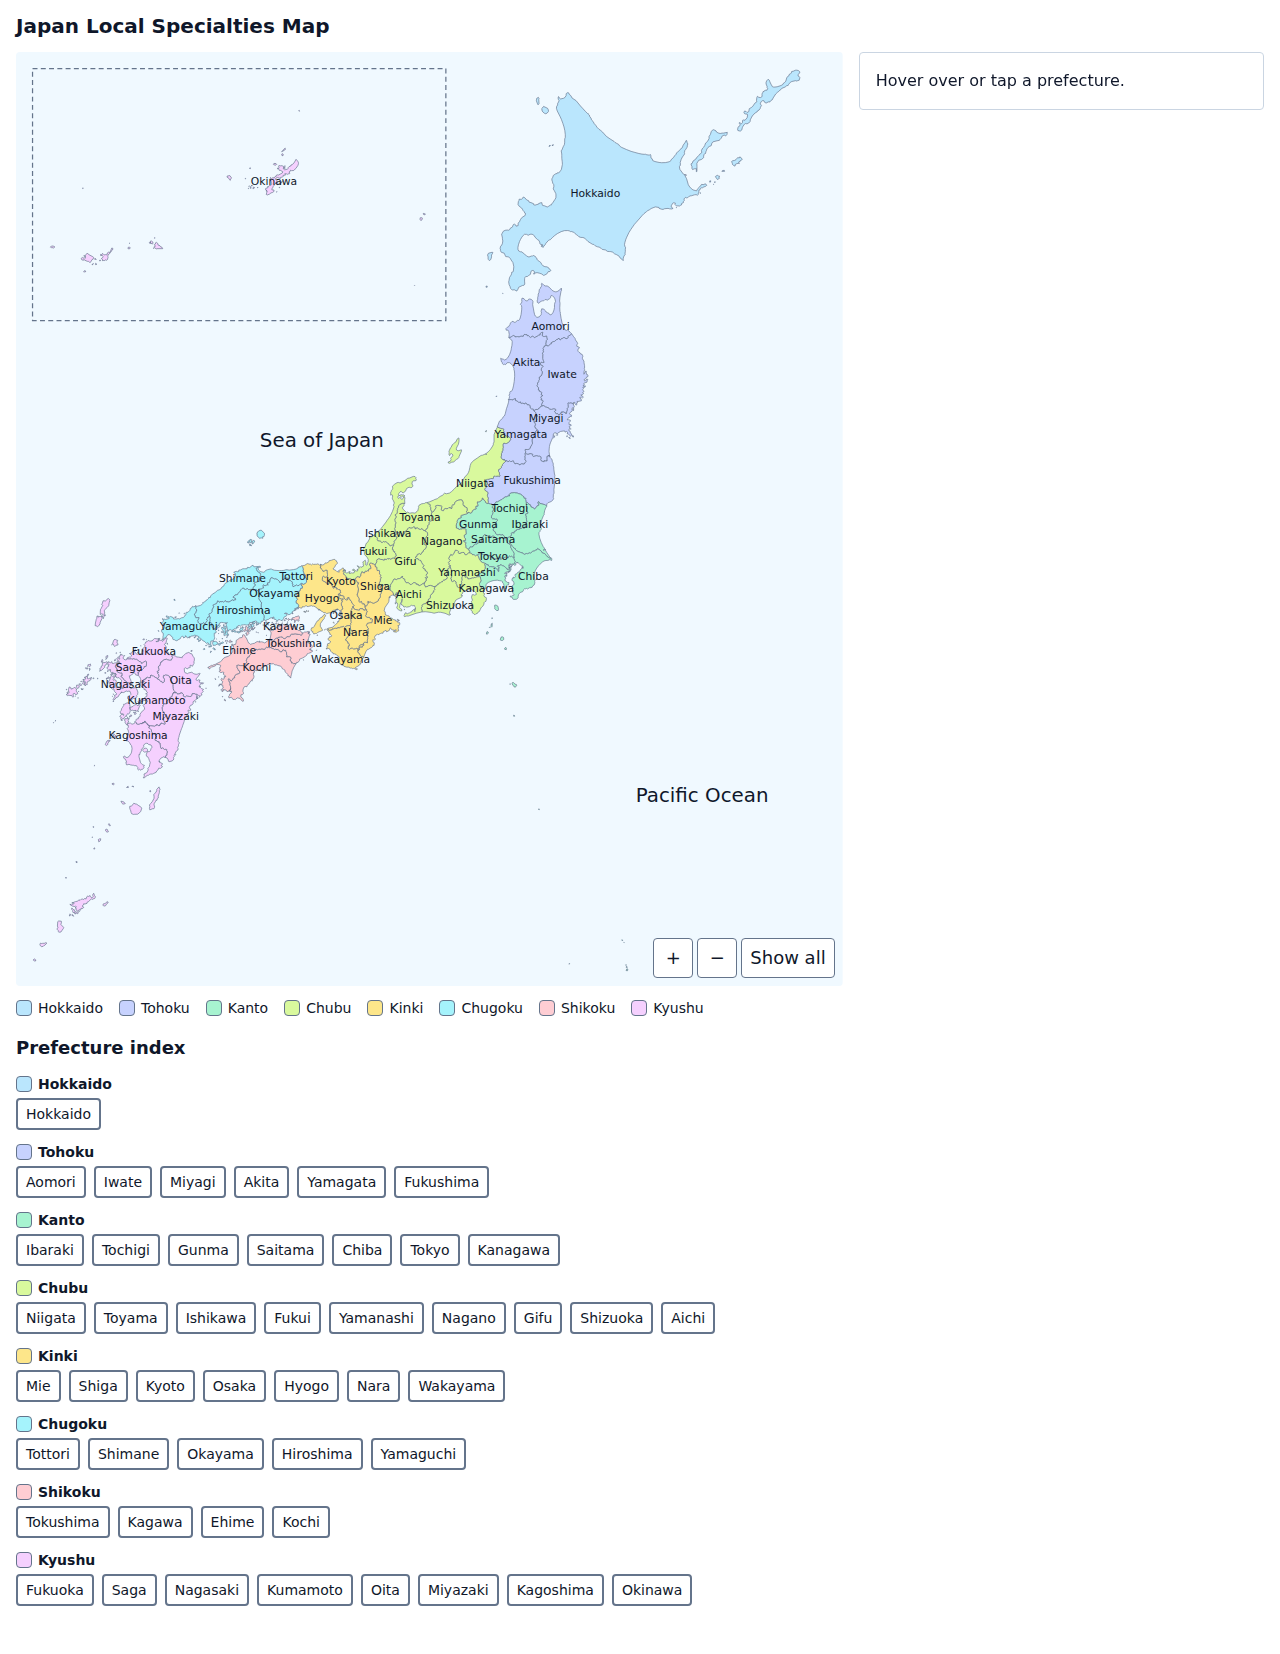 Japan Local Specialties Map
Hover over or tap a prefecture.
Okinawa
Hokkaido
Aomori
Akita
Iwate
Miyagi
Yamagata
Sea of Japan
Niigata
Fukushima
Tochigi
Toyama
Gunma
Ibaraki
Ishikawa
Nagano
Saitama
Fukui
Gifu
Tokyo
Yamanashi
Chiba
Shimane
Tottori
Kyoto
Shiga
Kanagawa
Okayama
Hyogo
Aichi
Shizuoka
Hiroshima
Osaka
Mie
Yamaguchi
Kagawa
Nara
Tokushima
Fukuoka
Ehime
Wakayama
Saga
Kochi
Nagasaki
Oita
Kumamoto
Miyazaki
Kagoshima
Pacific Ocean
+
−
Show all
Hokkaido
Tohoku
Kanto
Chubu
Kinki
Chugoku
Shikoku
Kyushu
Prefecture index
Hokkaido
Hokkaido
Tohoku
Aomori
Iwate
Miyagi
Akita
Yamagata
Fukushima
Kanto
Ibaraki
Tochigi
Gunma
Saitama
Chiba
Tokyo
Kanagawa
Chubu
Niigata
Toyama
Ishikawa
Fukui
Yamanashi
Nagano
Gifu
Shizuoka
Aichi
Kinki
Mie
Shiga
Kyoto
Osaka
Hyogo
Nara
Wakayama
Chugoku
Tottori
Shimane
Okayama
Hiroshima
Yamaguchi
Shikoku
Tokushima
Kagawa
Ehime
Kochi
Kyushu
Fukuoka
Saga
Nagasaki
Kumamoto
Oita
Miyazaki
Kagoshima
Okinawa